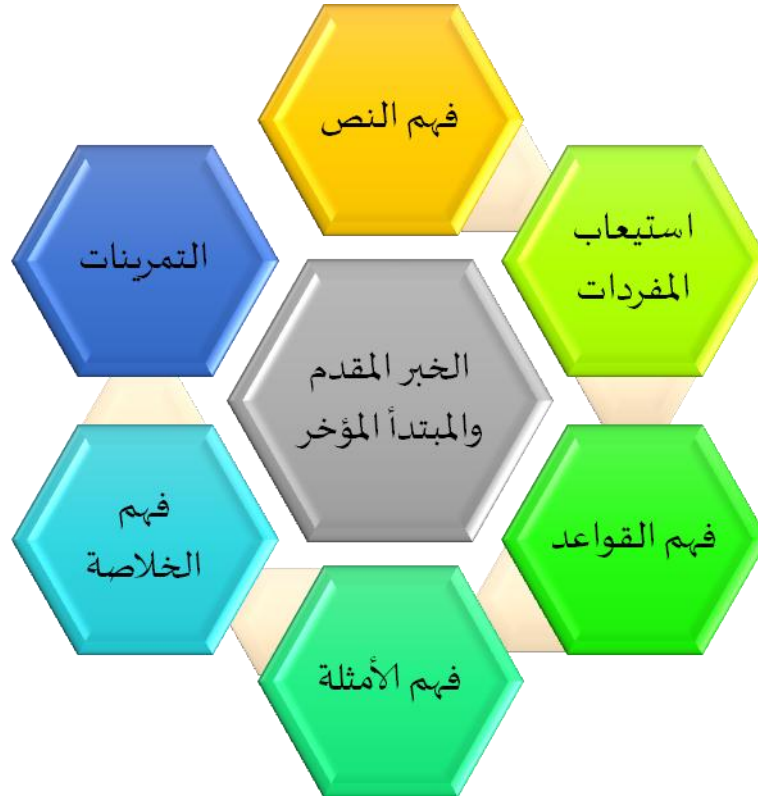 فهم النص
استيعاب
المفردات
فهم القواعد
فهم الأمثلة
فهم
الخلاصة
التمرينات
الخبر المقدم
والمبتدأ المؤخر